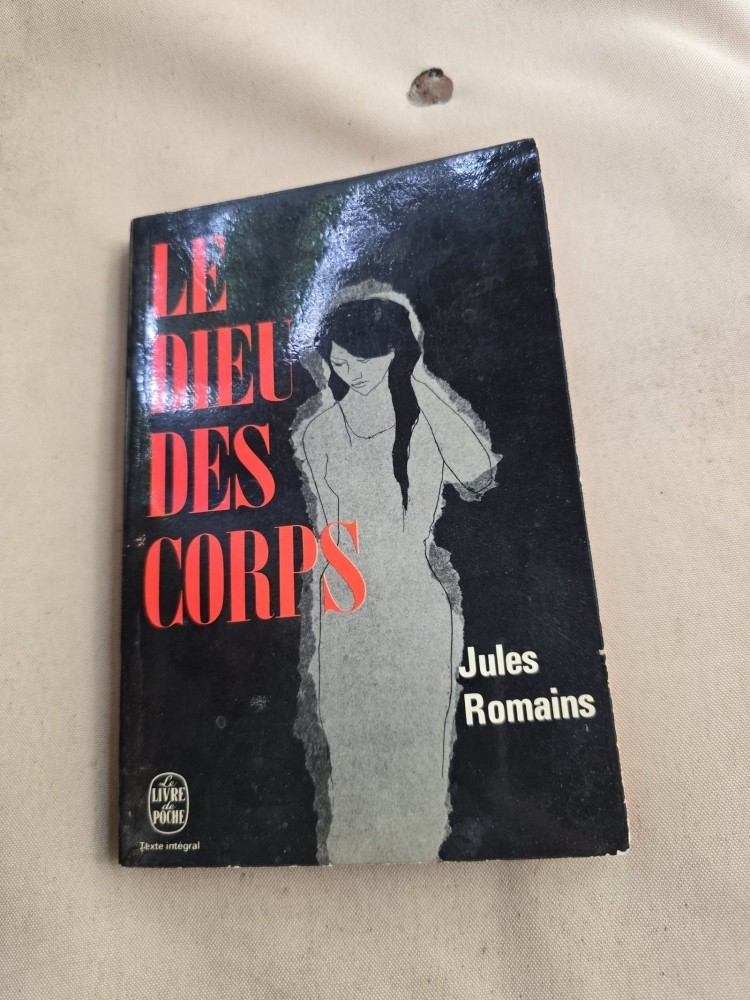 LE
DIEU
DES
CORPS
Jules
Romains
Le
LIVRE
de
POCHE
Texte intégral